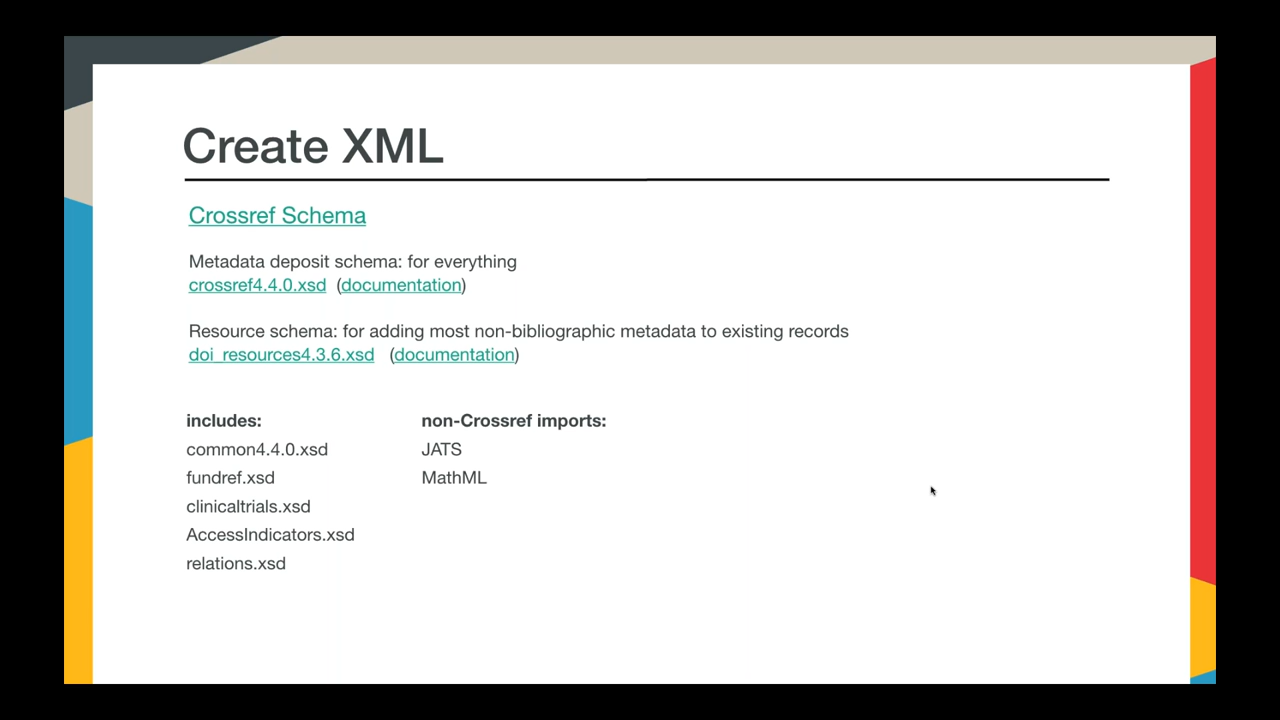 Create XML
Crossref Schema
Metadata deposit schema: for everything
crossref4.4.0.xsd (documentation)
Resource schema: for adding most non-bibliographic metadata to existing records
doi_resources4.3.6.xsd (documentation)
includes:
common4.4.0.xsd
fundref.xsd
clinicaltrials.xsd
AccessIndicators.xsd
relations.xsd
non-Crossref imports:
JATS
MathML